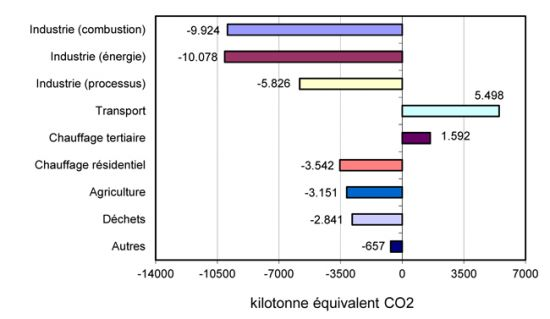 Industrie (combustion) -9.924
Industrie (énergie) -10.078
Industrie (processus) -5.826
Transport 5.498
Chauffage tertiaire 1.592
Chauffage résidentiel -3.542
Agriculture -3.151
Déchets -2.841
Autres -657
-14000 -10500 -7000 -3500 0 3500 7000
kilotonne équivalent CO2